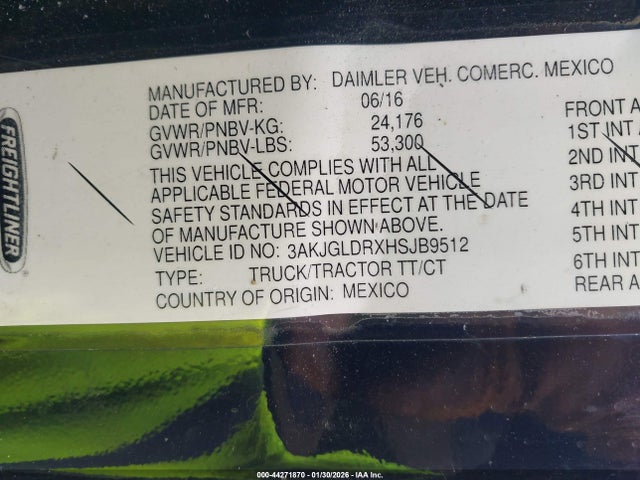 FREIGHTLINER
MANUFACTURED BY: DAIMLER VEH. COMERC. MEXICO
DATE OF MFR: 06/16
GVWR/PNBV-KG: 24,176
GVWR/PNBV-LBS: 53,300
THIS VEHICLE COMPLIES WITH ALL
APPLICABLE FEDERAL MOTOR VEHICLE
SAFETY STANDARDS IN EFFECT AT THE DATE
OF MANUFACTURE SHOWN ABOVE.
VEHICLE ID NO: 3AKJGLDRXHSJB9512
TYPE: TRUCK/TRACTOR TT/CT
COUNTRY OF ORIGIN: MEXICO
FRONT A
1ST INT A
2ND INT
3RD INT
4TH INT
5TH INT
6TH INT
REAR A
000-44271870 - 01/30/2026 - IAA Inc.